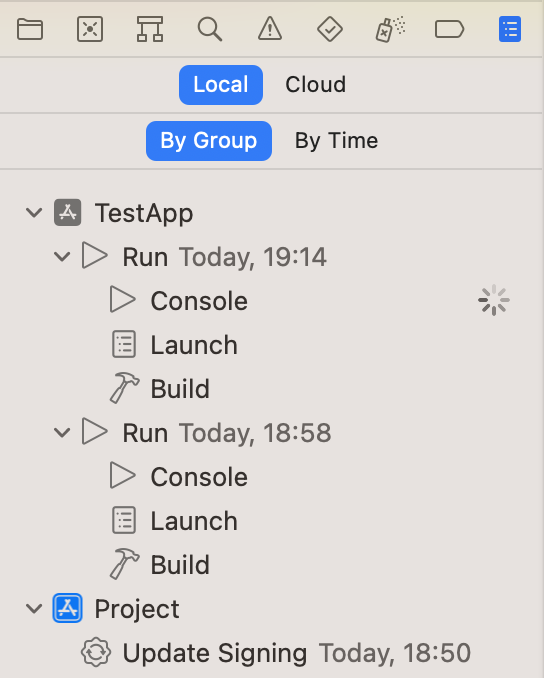 Local Cloud
By Group By Time
TestApp
Run Today, 19:14
Console
Launch
Build
Run Today, 18:58
Console
Launch
Build
Project
Update Signing Today, 18:50